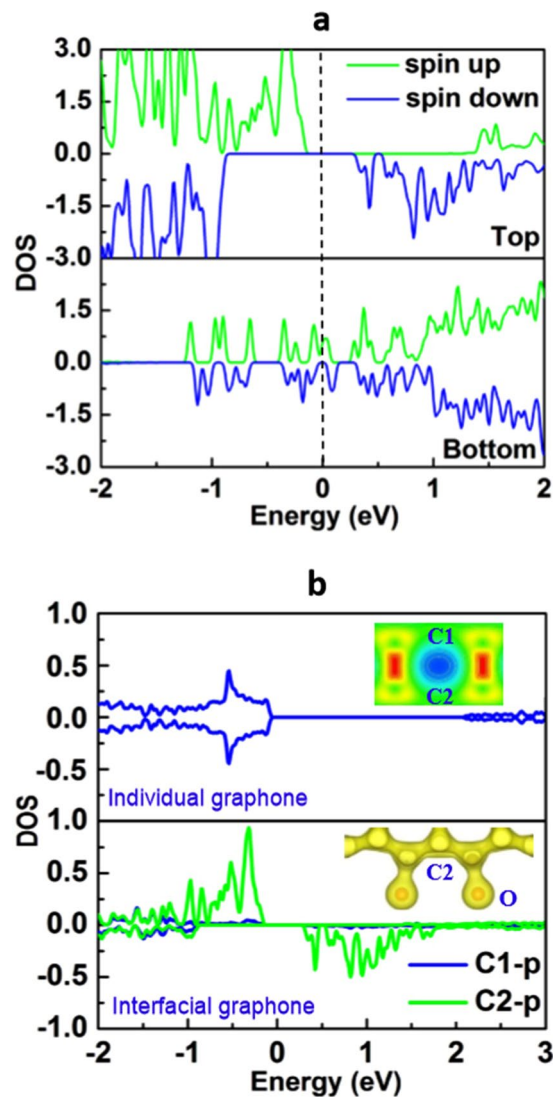 a
3.0
1.5
0.0
-1.5
-3.0
1.5
0.0
-1.5
-3.0
DOS
spin up
spin down
Top
Bottom
-2 -1 0 1 2
Energy (eV)
b
1.0
0.5
0.0
-0.5
1.0
0.5
0.0
-0.5
-1.0
DOS
C1
C2
Individual graphone
C2
O
C1-p
C2-p
Interfacial graphone
-2 -1 0 1 2 3
Energy (eV)